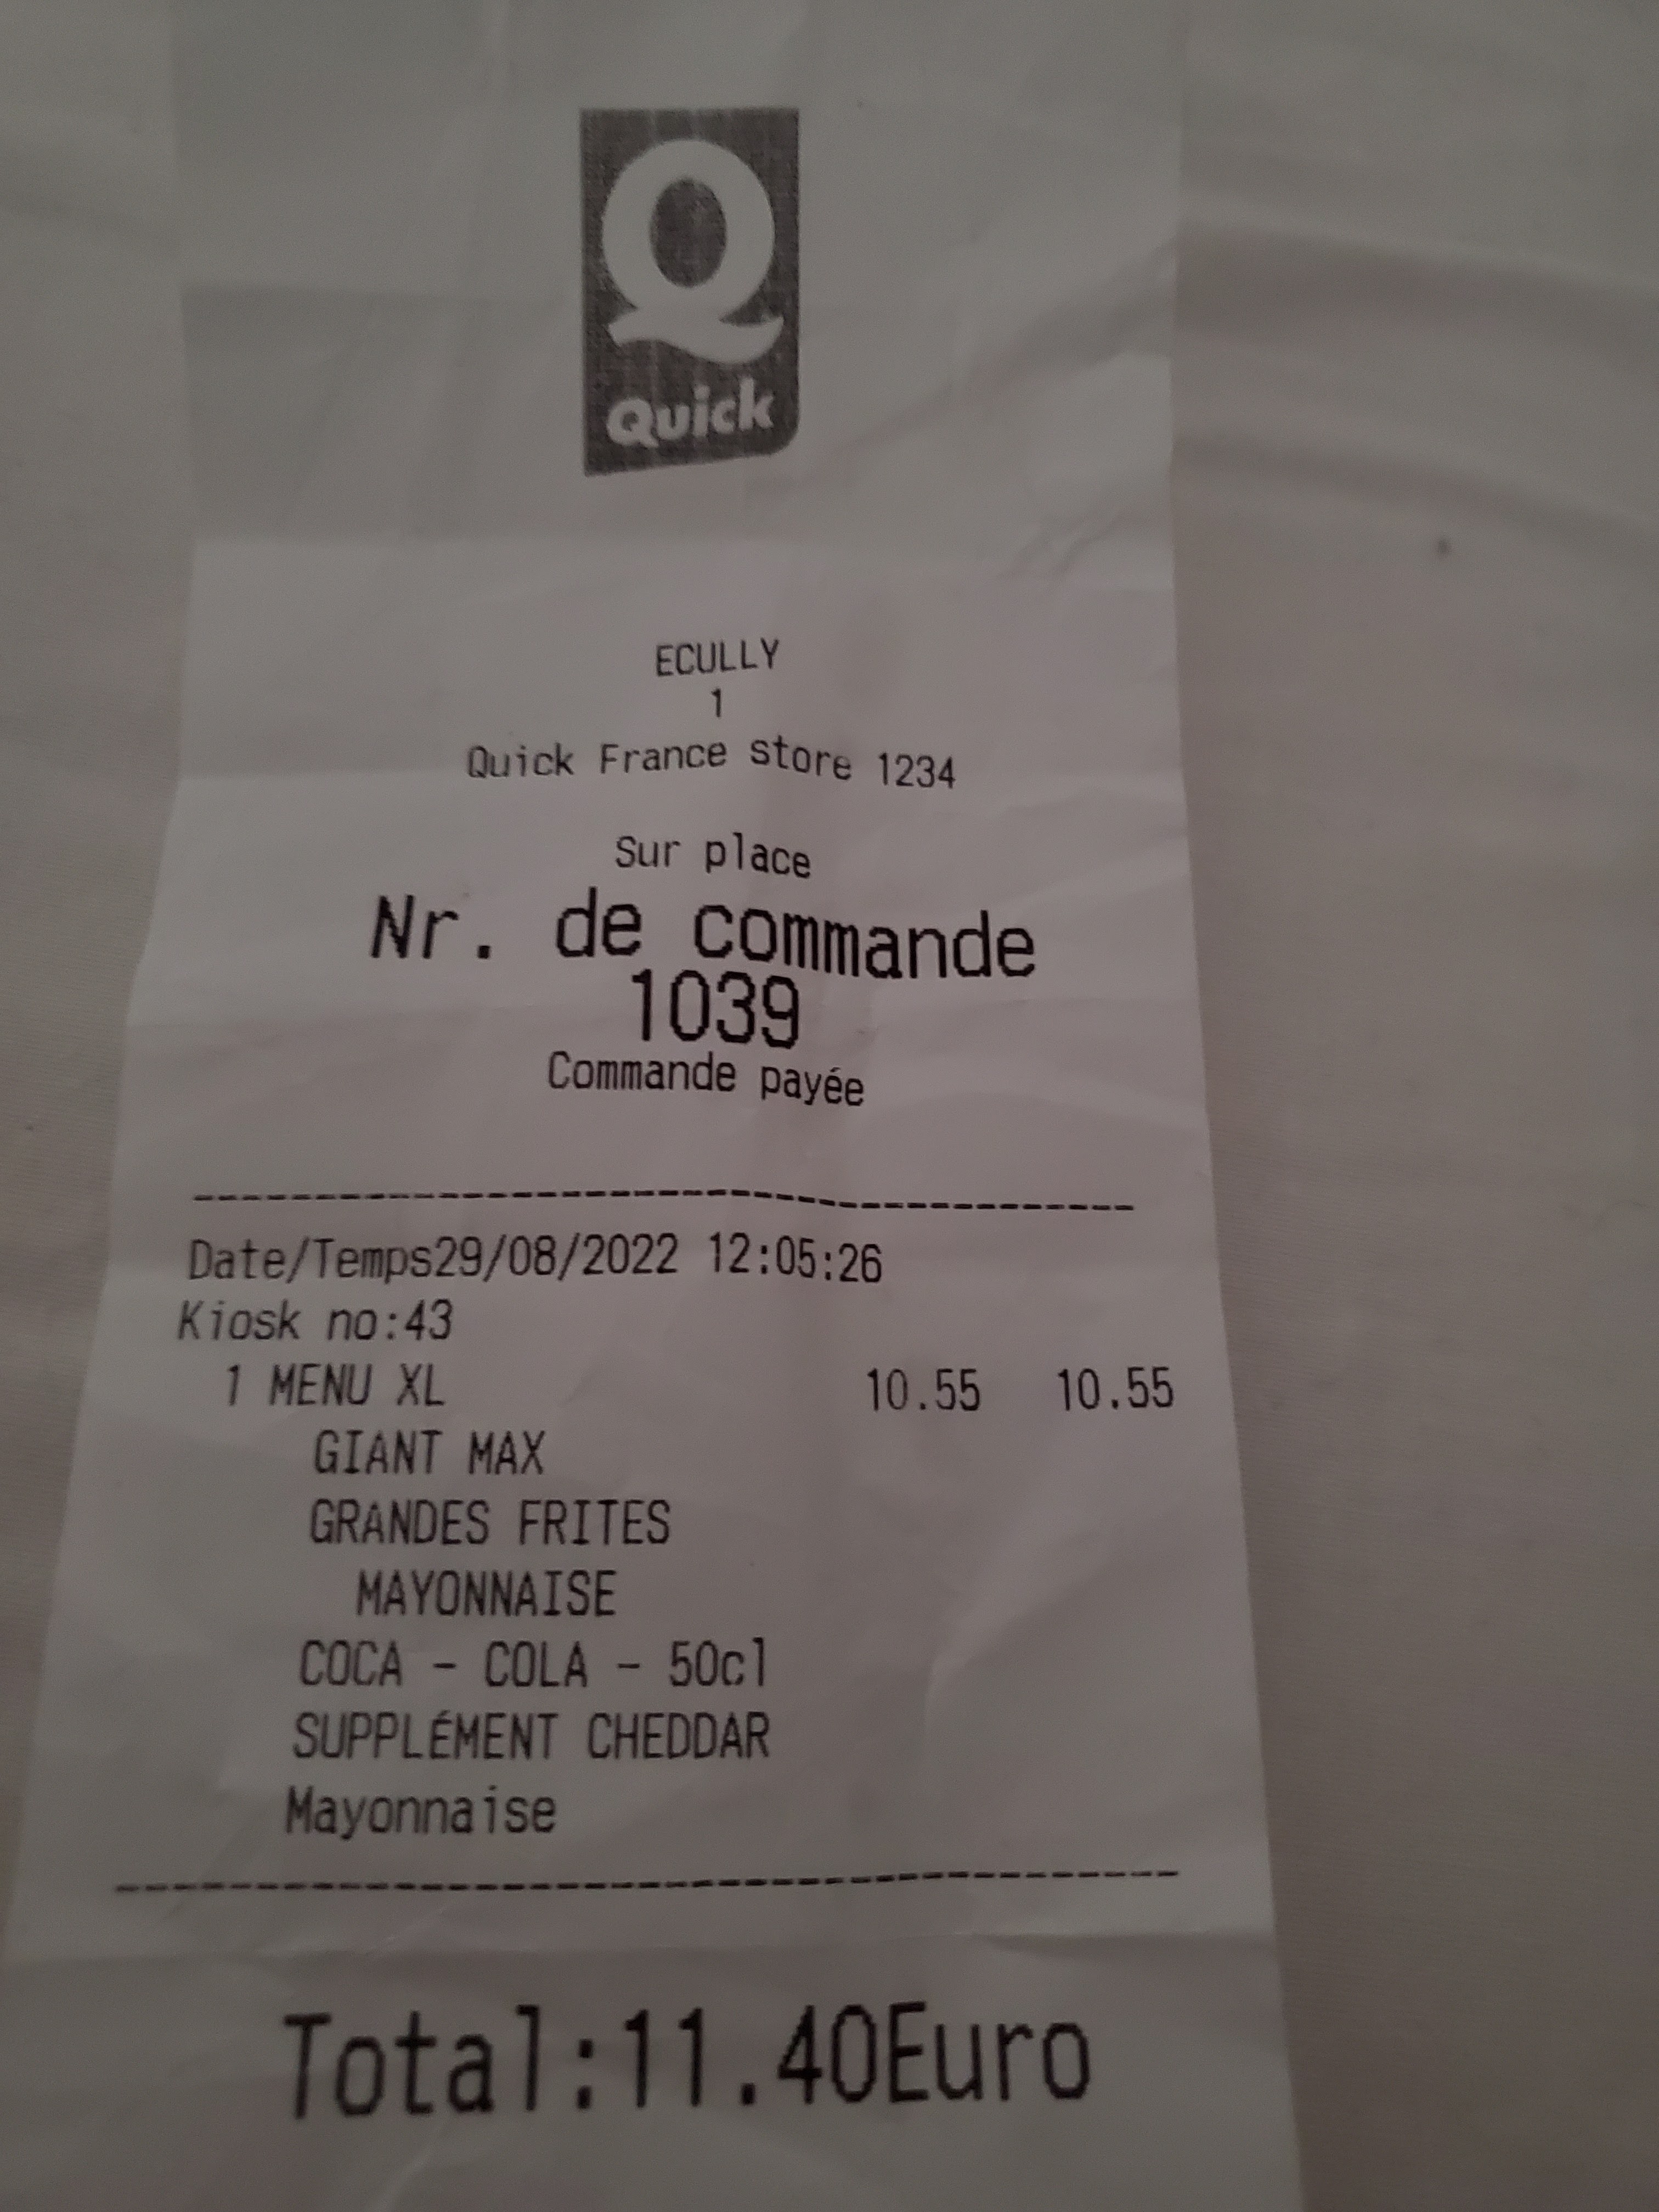 Q
Quick
ECULLY
1
Quick France store 1234
Sur place
Nr. de commande
1039
Commande payée
----------------------------------------
Date/Temps29/08/2022 12:05:26
Kiosk no:43
1 MENU XL 10.55 10.55
GIANT MAX
GRANDES FRITES
MAYONNAISE
COCA - COLA - 50cl
SUPPLÉMENT CHEDDAR
Mayonnaise
----------------------------------------
Total:11.40Euro